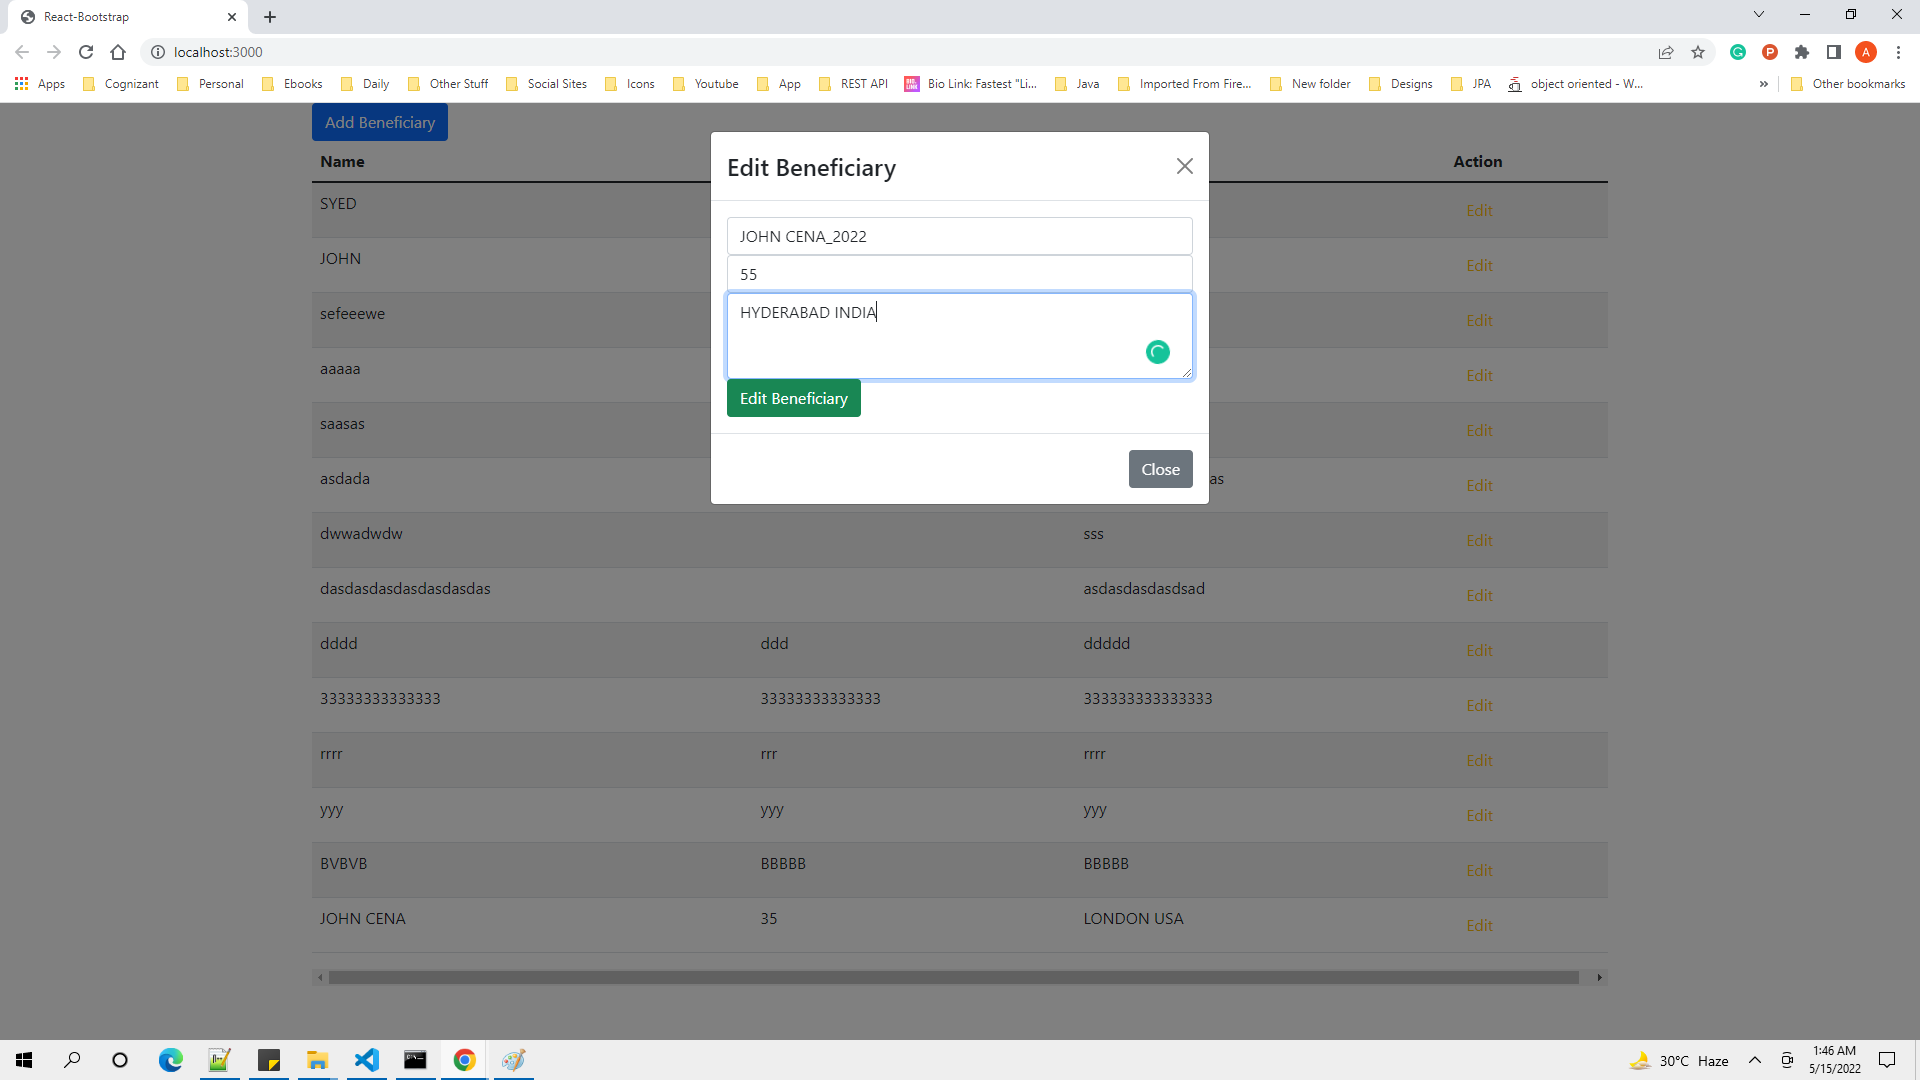 React-Bootstrap
localhost:3000
Apps Cognizant Personal Ebooks Daily Other Stuff Social Sites Icons Youtube App REST API Bio Link: Fastest "Li... Java Imported From Fire... New folder Designs JPA object oriented - W... » Other bookmarks
Add Beneficiary
Name Action
Edit Beneficiary
JOHN CENA_2022
55
HYDERABAD INDIA
Edit Beneficiary
Close
SYED Edit
JOHN Edit
sefeeewe Edit
aaaaa Edit
saasas Edit
asdada as Edit
dwwadwdw sss Edit
dasdasdasdasdasdasdas asdasdasdasdsad Edit
dddd ddd ddddd Edit
33333333333333 33333333333333 333333333333333 Edit
rrrr rrr rrrr Edit
yyy yyy yyy Edit
BVBVB BBBBB BBBBB Edit
JOHN CENA 35 LONDON USA Edit
30°C Haze
1:46 AM
5/15/2022